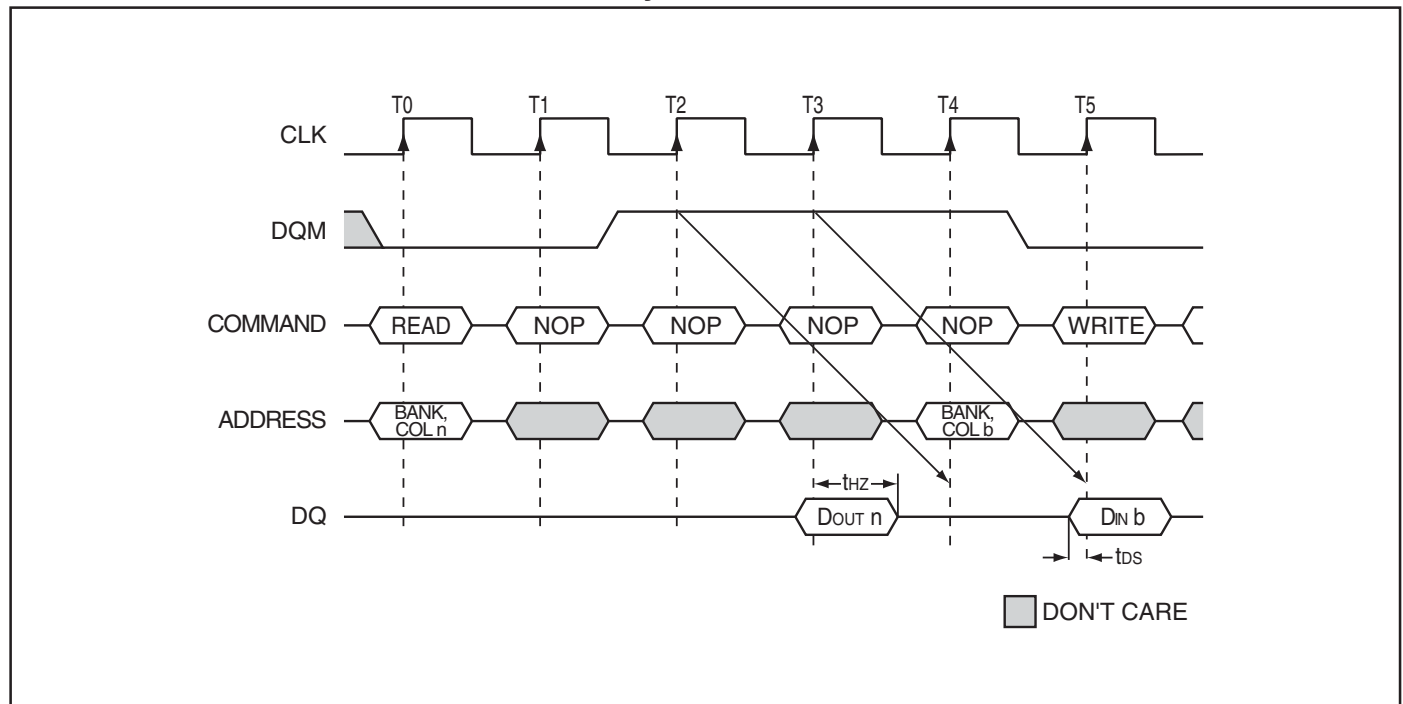 T0 T1 T2 T3 T4 T5
CLK
DQM
COMMAND READ NOP NOP NOP NOP WRITE
ADDRESS BANK, COL n BANK, COL b
tHZ
DQ DOUT n DIN b
tDS
DON'T CARE